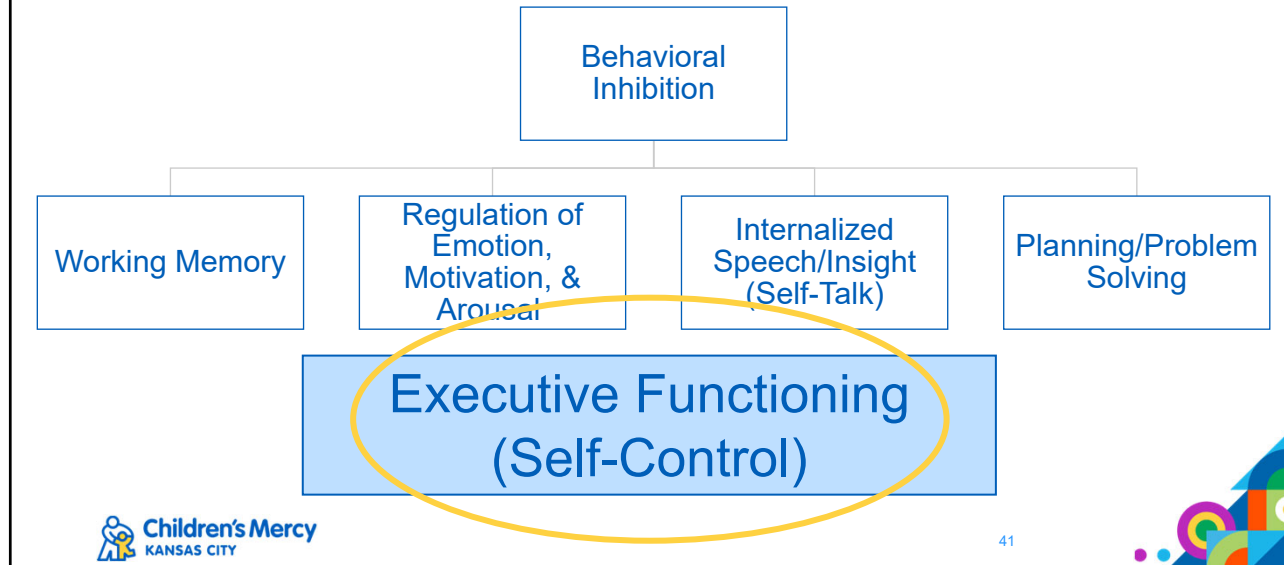 Behavioral
Inhibition
Working Memory
Regulation of
Emotion,
Motivation, &
Arousal
Internalized
Speech/Insight
(Self-Talk)
Planning/Problem
Solving
Executive Functioning
(Self-Control)
Children's Mercy
KANSAS CITY
41